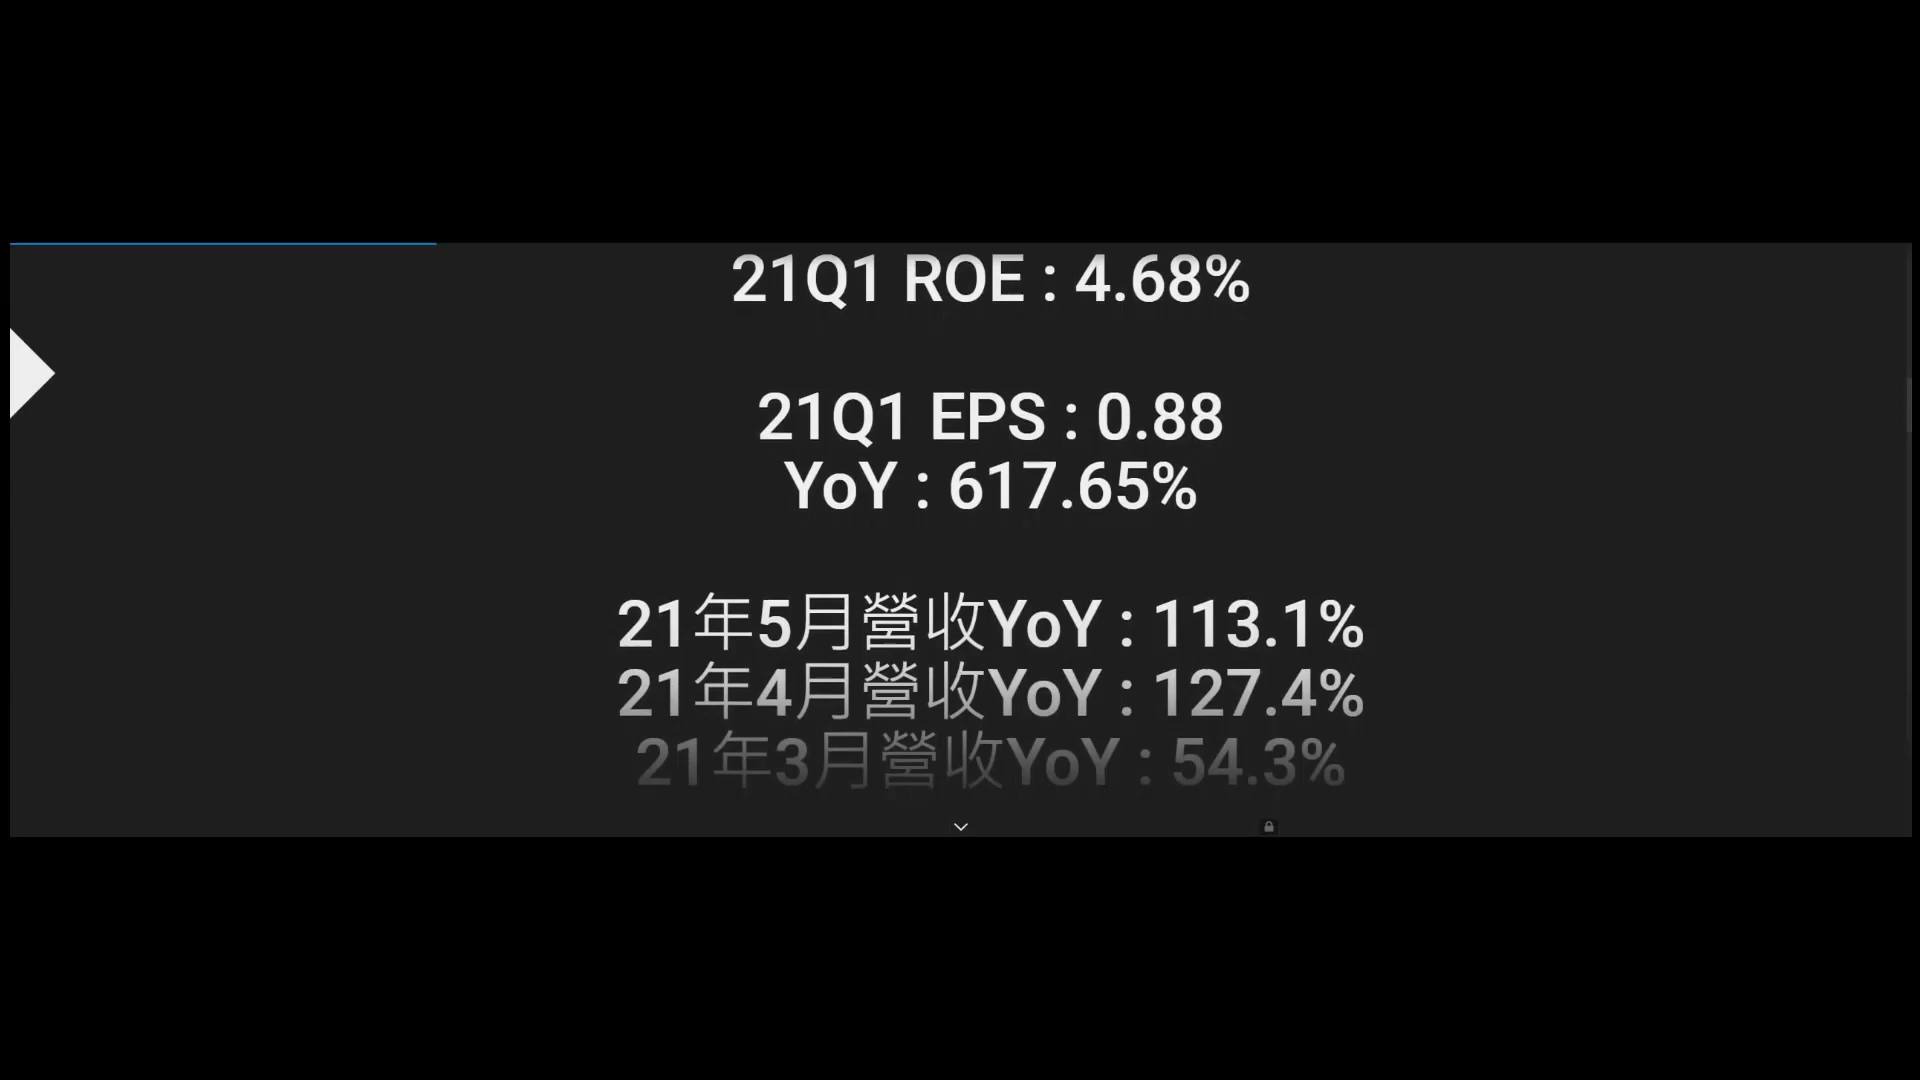 21Q1 ROE : 4.68%
21Q1 EPS : 0.88
YoY : 617.65%
21年5月營收YoY : 113.1%
21年4月營收YoY : 127.4%
21年3月營收YoY : 54.3%